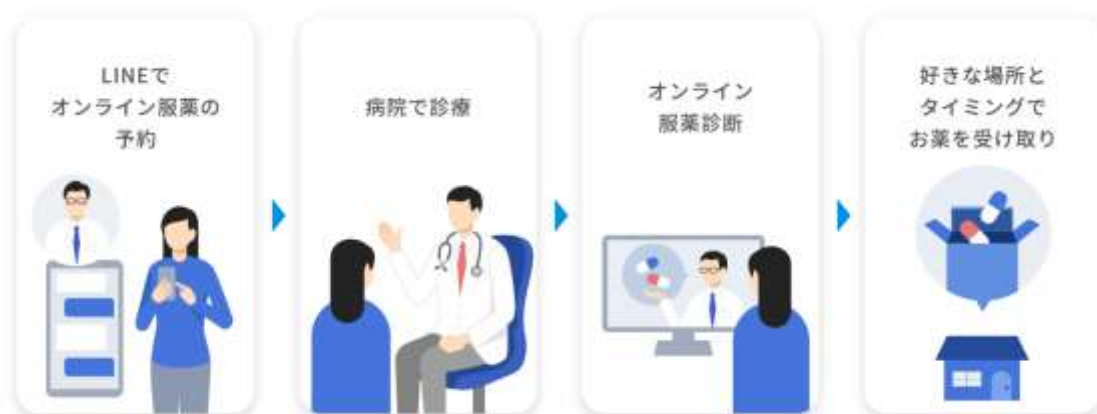 LINEで
オンライン服薬の
予約
病院で診療
オンライン
服薬診断
好きな場所と
タイミングで
お薬を受け取り